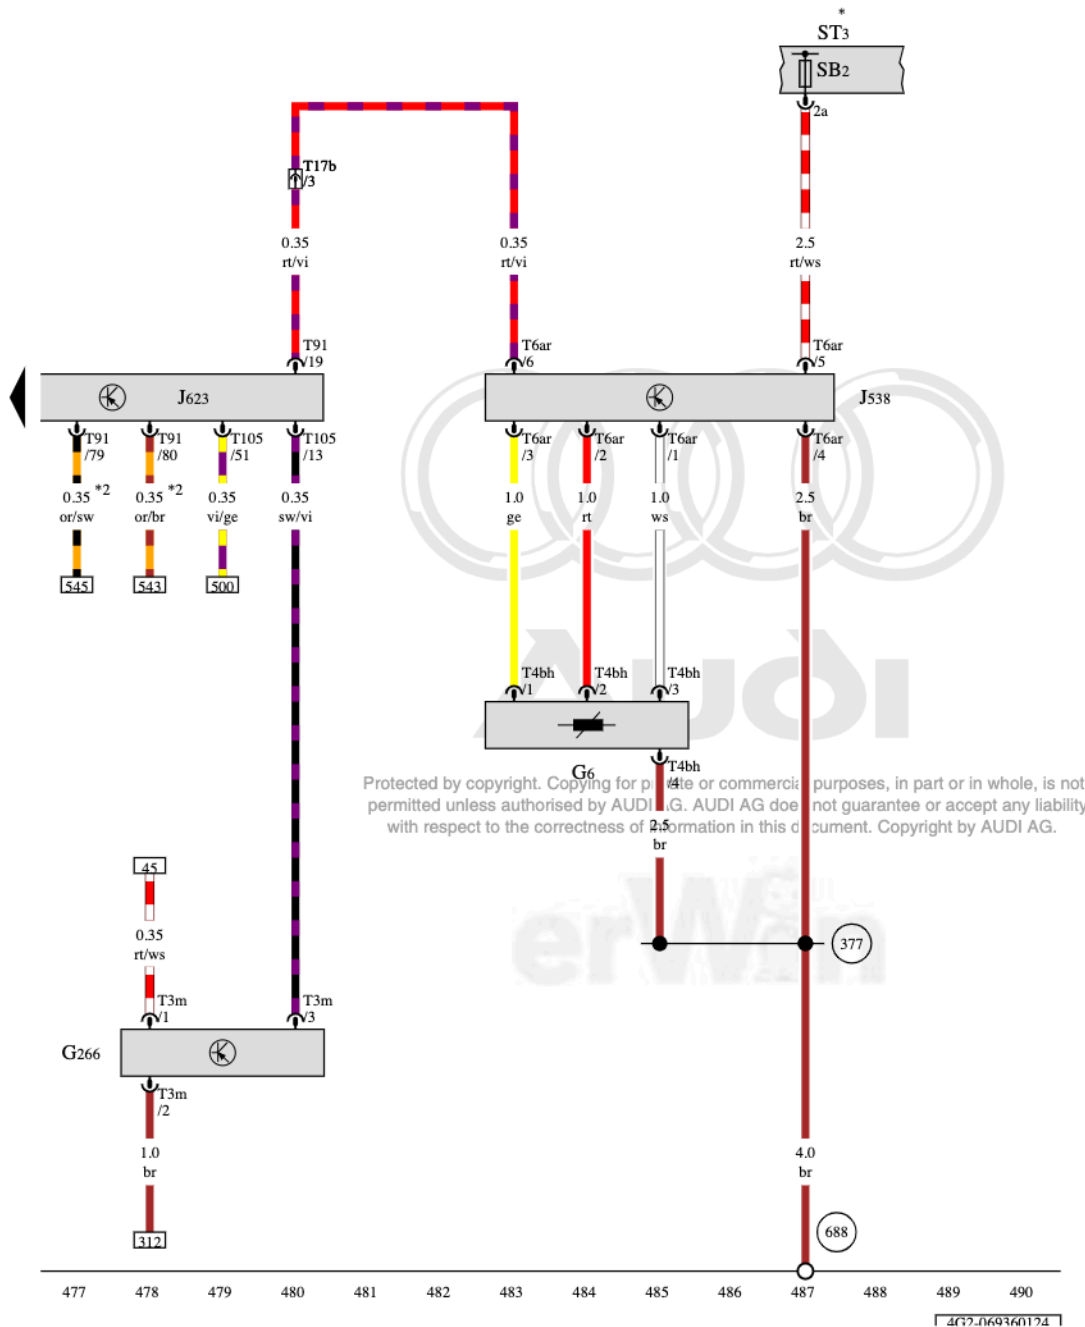 *
ST3
SB2
2a
T17b
/3
0.35
rt/vi
0.35
rt/vi
2.5
rt/ws
T91
/19
T6ar
/6
T6ar
/5
J623
J538
T91
/79
T91
/80
T105
/51
T105
/13
T6ar
/3
T6ar
/2
T6ar
/1
T6ar
/4
0.35 *2
or/sw
0.35 *2
or/br
0.35
vi/ge
0.35
sw/vi
1.0
ge
1.0
rt
1.0
ws
2.5
br
545
543
500
AUDI
T4bh
/1
T4bh
/2
T4bh
/3
G6
T4bh
/4
Protected by copyright. Copying for private or commercial purposes, in part or in whole, is not
permitted unless authorised by AUDI AG. AUDI AG does not guarantee or accept any liability
with respect to the correctness of information in this document. Copyright by AUDI AG.
2.5
br
45
erWin
377
0.35
rt/ws
T3m
/1
T3m
/3
G266
T3m
/2
1.0
br
4.0
br
312
688
477 478 479 480 481 482 483 484 485 486 487 488 489 490
4G2-069360124